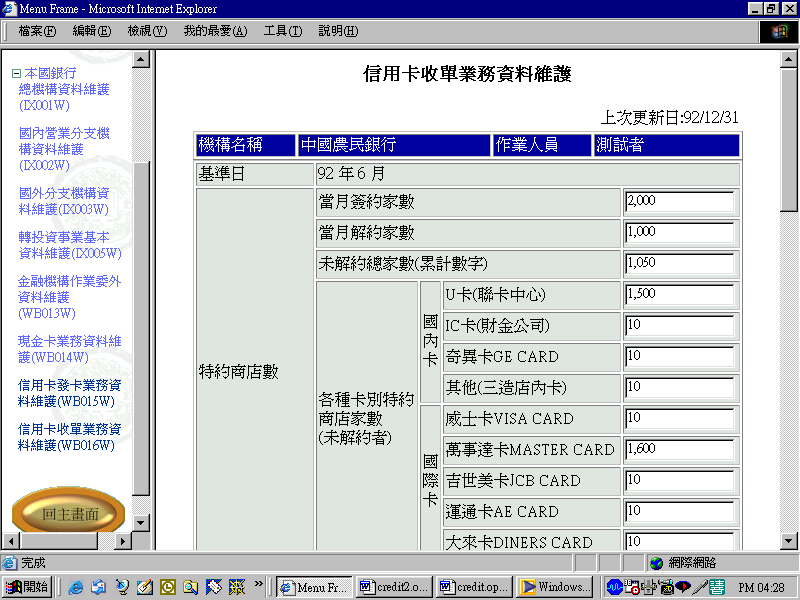 Menu Frame - Microsoft Internet Explorer
檔案(F) 編輯(E) 檢視(V) 我的最愛(A) 工具(T) 說明(H)
本國銀行
總機構資料維護
(IX001W)
國內營業分支機
構資料維護
(IX002W)
國外分支機構資
料維護(IX003W)
轉投資事業基本
資料維護(IX005W)
金融機構作業委外
資料維護
(WB013W)
現金卡業務資料維
護(WB014W)
信用卡發卡業務資
料維護(WB015W)
信用卡收單業務資
料維護(WB016W)
回主畫面
信用卡收單業務資料維護
上次更新日:92/12/31
機構名稱 中國農民銀行 作業人員 測試者
基準日 92 年 6 月
特約商店數
當月簽約家數 2,000
當月解約家數 1,000
未解約總家數(累計數字) 1,050
各種卡別特約
商店家數
(未解約者)
國內卡
U卡(聯卡中心) 1,500
IC卡(財金公司) 10
奇異卡GE CARD 10
其他(三造店內卡) 10
國際卡
威士卡VISA CARD 10
萬事達卡MASTER CARD 1,600
吉世美卡JCB CARD 10
運通卡AE CARD 10
大來卡DINERS CARD 10
完成 網際網路
開始 Menu Fr... credit2.o... credit.op... Windows... PM 04:28